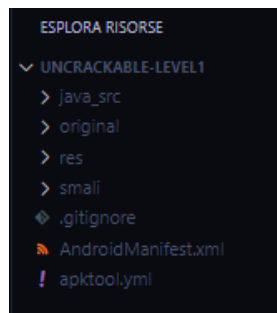 ESPLORA RISORSE
UNCRACKABLE-LEVEL1
java_src
original
res
smali
.gitignore
AndroidManifest.xml
apktool.yml